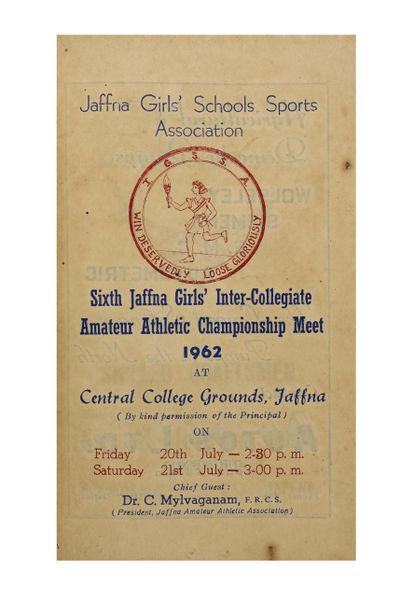 Jaffna Girls' Schools Sports
Association
J. G. S. S. A
WIN DESERVEDLY LOOSE GLORIOUSLY
Sixth Jaffna Girls' Inter-Collegiate
Amateur Athletic Championship Meet
1962
AT
Central College Grounds, Jaffna
( By kind permission of the Principal )
ON
Friday 20th July — 2-30 p. m.
Saturday 21st July — 3-00 p. m.
Chief Guest :
Dr. C. Mylvaganam, F. R. C. S.
( President, Jaffna Amateur Athletic Association )